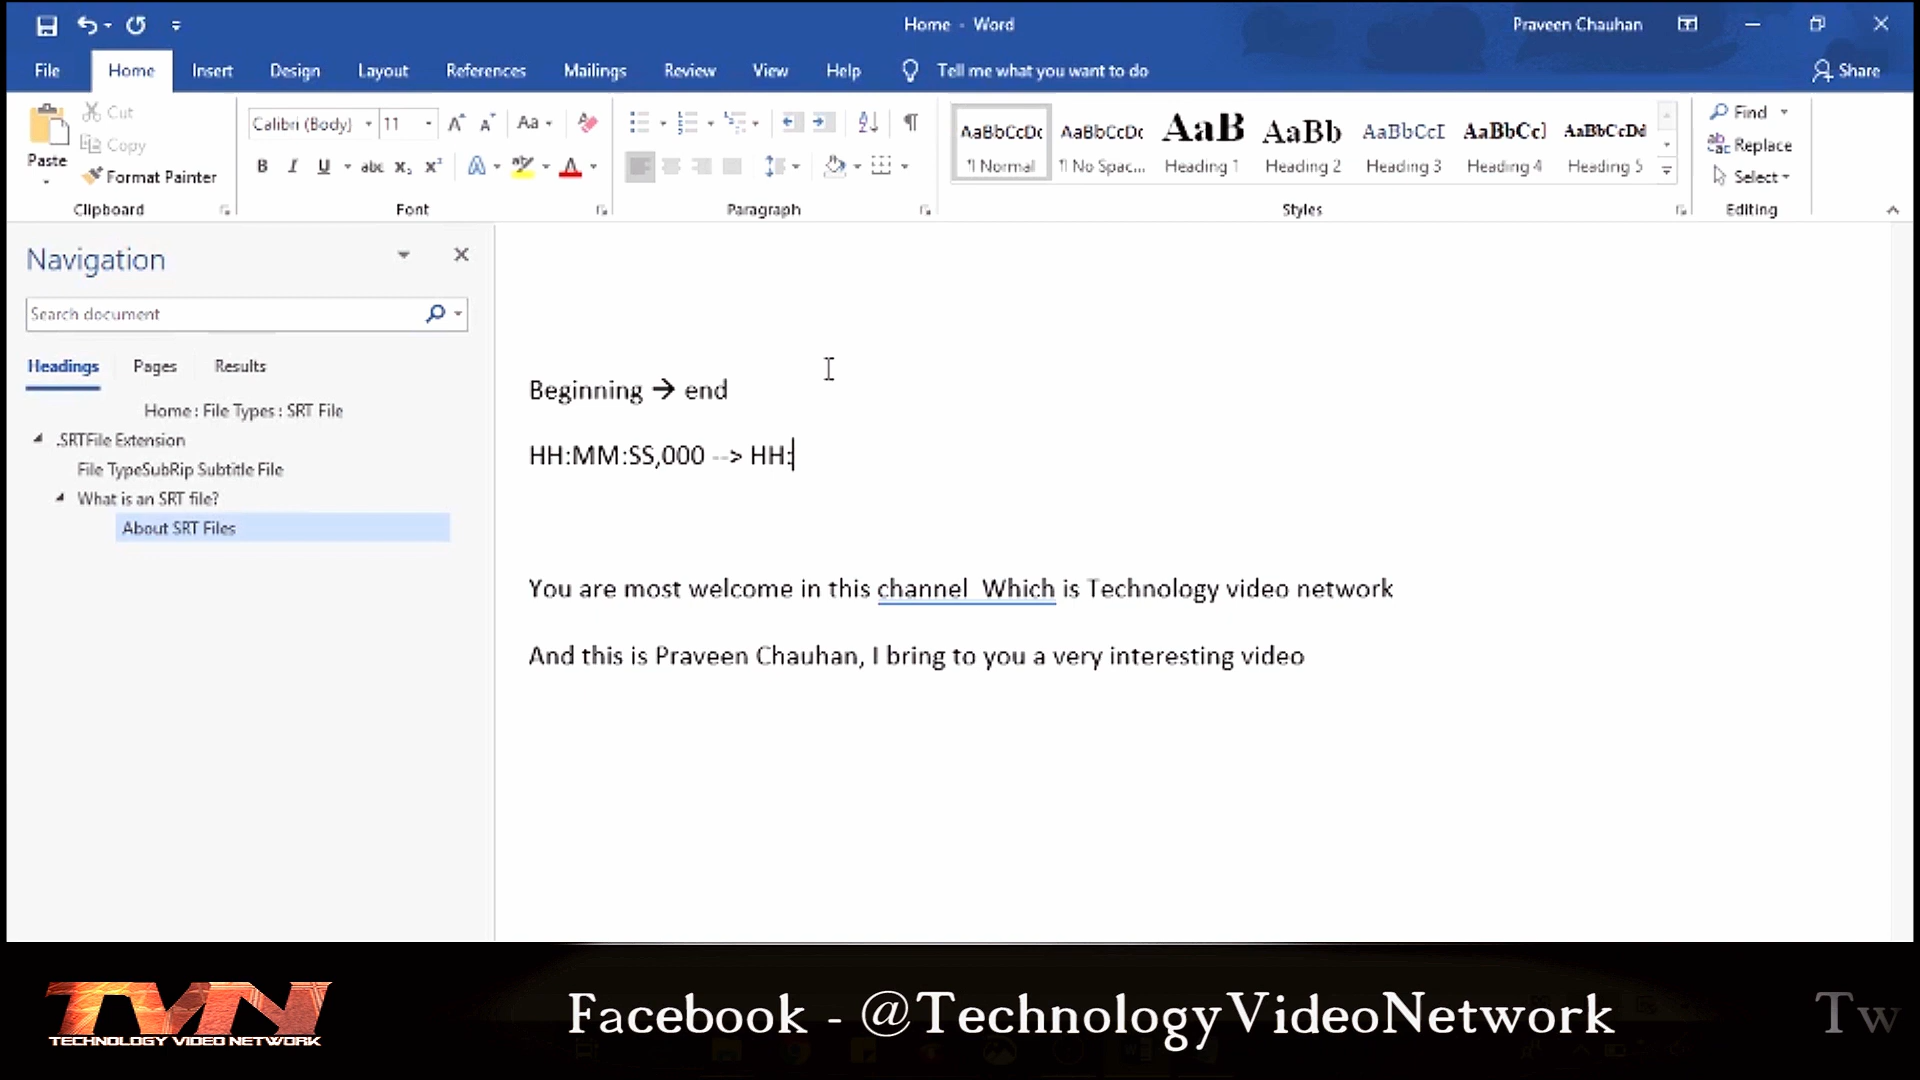 Home - Word
Praveen Chauhan
File Home Insert Design Layout References Mailings Review View Help Tell me what you want to do Share
Paste
Cut
Copy
Format Painter
Clipboard
Calibri (Body) 11 Aa
B I U abc x₂ x² A ab A
Font
Paragraph
AaBbCcDc AaBbCcDc AaB AaBb AaBbCcI AaBbCcI AaBbCcDd
¶ Normal ¶ No Spac... Heading 1 Heading 2 Heading 3 Heading 4 Heading 5
Styles
Find
Replace
Select
Editing
Navigation
Search document
Headings Pages Results
Home : File Types : SRT File
.SRTFile Extension
File TypeSubRip Subtitle File
What is an SRT file?
About SRT Files
Beginning → end
HH:MM:SS,000 --> HH:
You are most welcome in this channel  Which is Technology video network
And this is Praveen Chauhan, I bring to you a very interesting video
TVN
TECHNOLOGY VIDEO NETWORK
Facebook - @TechnologyVideoNetwork
Tw